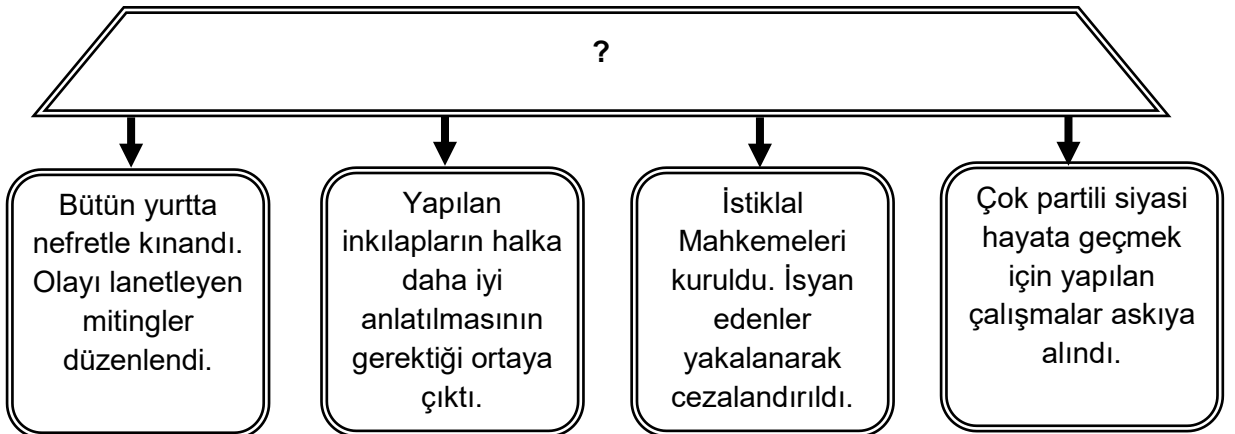 ?
Bütün yurtta
nefretle kınandı.
Olayı lanetleyen
mitingler
düzenlendi.
Yapılan
inkılapların halka
daha iyi
anlatılmasının
gerektiği ortaya
çıktı.
İstiklal
Mahkemeleri
kuruldu. İsyan
edenler
yakalanarak
cezalandırıldı.
Çok partili siyasi
hayata geçmek
için yapılan
çalışmalar askıya
alındı.